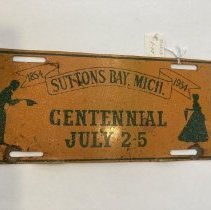 1854 SUTTONS BAY, MICH. 1954
CENTENNIAL
JULY 2-5